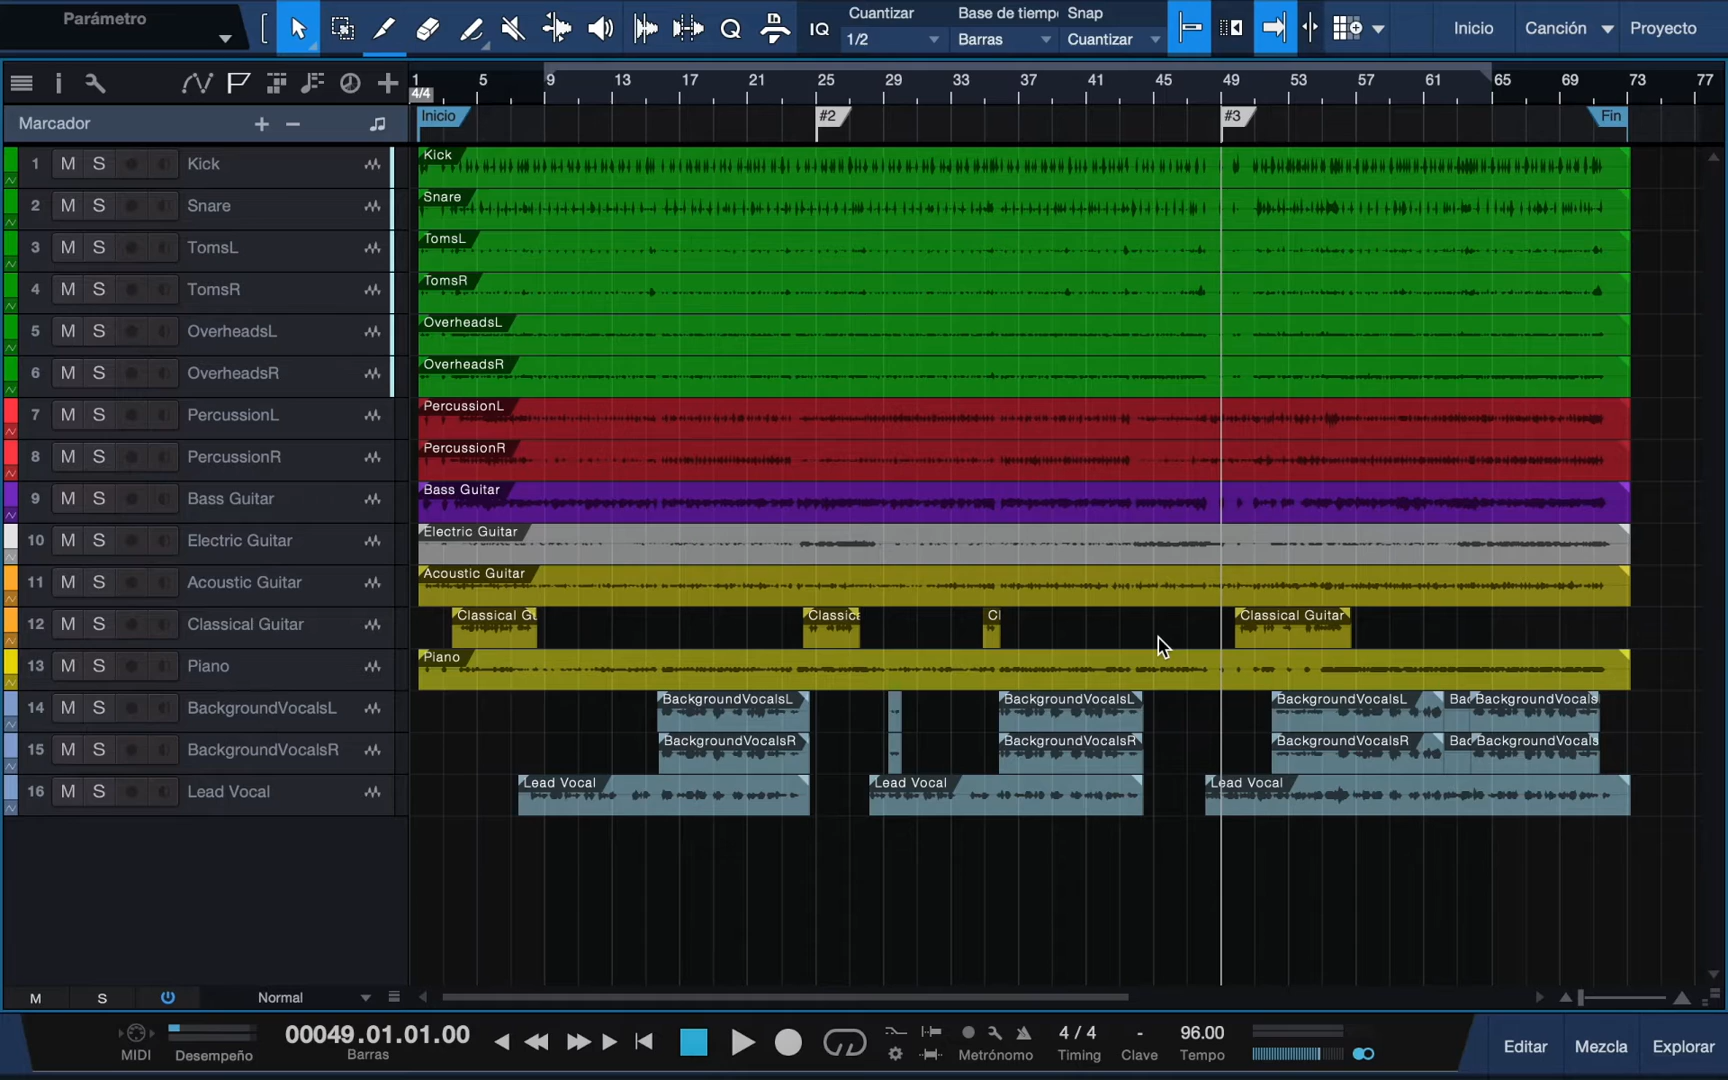 Parámetro
IQ
Cuantizar
1/2
Base de tiempo
Barras
Snap
Cuantizar
Inicio
Canción
Proyecto
1 5 9 13 17 21 25 29 33 37 41 45 49 53 57 61 65 69 73 77
4/4
Marcador
Inicio
#2
#3
Fin
1 M S Kick
Kick
2 M S Snare
Snare
3 M S TomsL
TomsL
4 M S TomsR
TomsR
5 M S OverheadsL
OverheadsL
6 M S OverheadsR
OverheadsR
7 M S PercussionL
PercussionL
8 M S PercussionR
PercussionR
9 M S Bass Guitar
Bass Guitar
10 M S Electric Guitar
Electric Guitar
11 M S Acoustic Guitar
Acoustic Guitar
12 M S Classical Guitar
Classical Gu Classica Cl Classical Guitar
13 M S Piano
Piano
14 M S BackgroundVocalsL
BackgroundVocalsL BackgroundVocalsL BackgroundVocalsL Bac BackgroundVocals
15 M S BackgroundVocalsR
BackgroundVocalsR BackgroundVocalsR BackgroundVocalsR Bac BackgroundVocals
16 M S Lead Vocal
Lead Vocal Lead Vocal Lead Vocal
M S Normal
MIDI
Desempeño
00049.01.01.00
Barras
Metrónomo
4 / 4
Timing
-
Clave
96.00
Tempo
Editar
Mezcla
Explorar